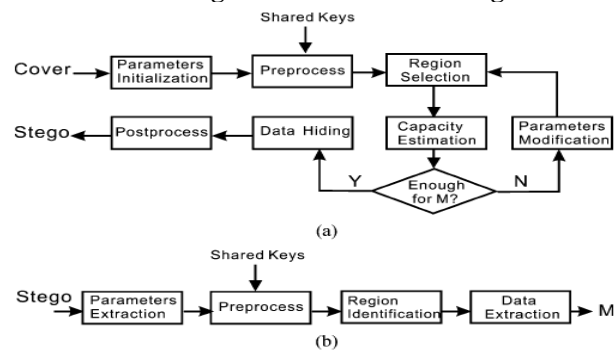 Shared Keys
Cover
Parameters
Initialization
Preprocess
Region
Selection
Stego
Postprocess
Data Hiding
Capacity
Estimation
Parameters
Modification
Y
Enough
for M?
N
(a)
Shared Keys
Stego
Parameters
Extraction
Preprocess
Region
Identification
Data
Extraction
M
(b)